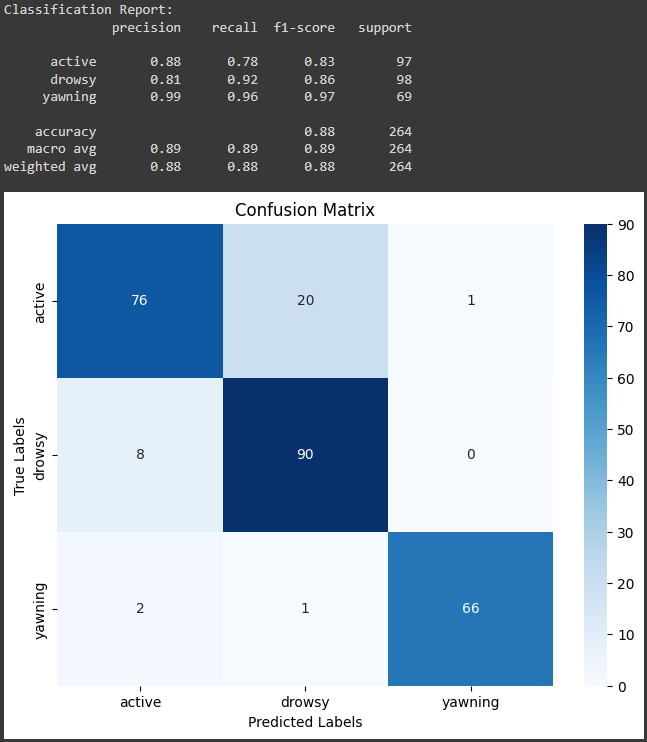 Classification Report:
precision recall f1-score support
active 0.88 0.78 0.83 97
drowsy 0.81 0.92 0.86 98
yawning 0.99 0.96 0.97 69
accuracy 0.88 264
macro avg 0.89 0.89 0.89 264
weighted avg 0.88 0.88 0.88 264
Confusion Matrix
90
80
70
60
50
40
30
20
10
0
True Labels
active
76 20 1
drowsy
8 90 0
yawning
2 1 66
active drowsy yawning
Predicted Labels